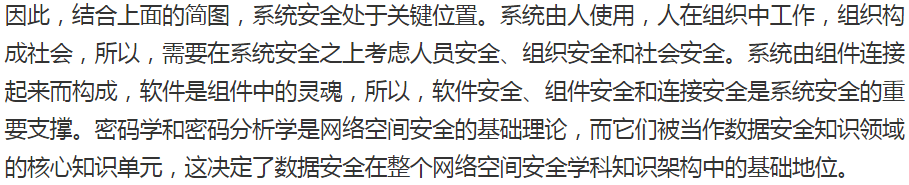 因此，结合上面的简图，系统安全处于关键位置。系统由人使用，人在组织中工作，组织构
成社会，所以，需要在系统安全之上考虑人员安全、组织安全和社会安全。系统由组件连接
起来而构成，软件是组件中的灵魂，所以，软件安全、组件安全和连接安全是系统安全的重
要支撑。密码学和密码分析学是网络空间安全的基础理论，而它们被当作数据安全知识领域
的核心知识单元，这决定了数据安全在整个网络空间安全学科知识架构中的基础地位。